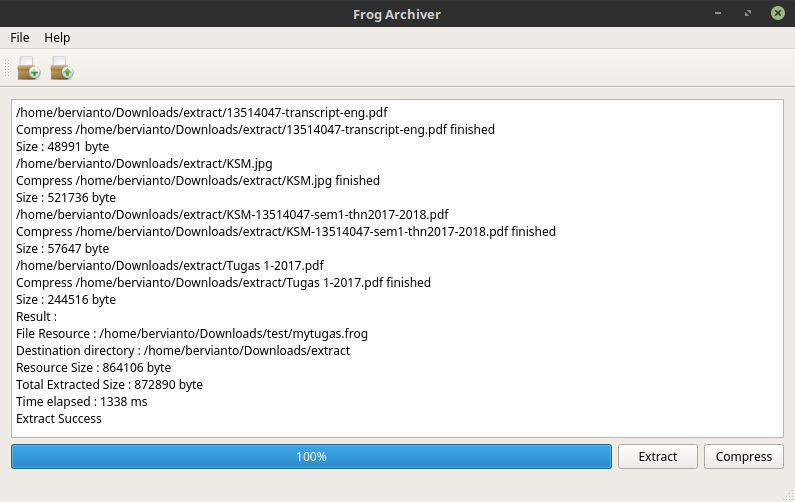 Frog Archiver
File Help
/home/bervianto/Downloads/extract/13514047-transcript-eng.pdf
Compress /home/bervianto/Downloads/extract/13514047-transcript-eng.pdf finished
Size : 48991 byte
/home/bervianto/Downloads/extract/KSM.jpg
Compress /home/bervianto/Downloads/extract/KSM.jpg finished
Size : 521736 byte
/home/bervianto/Downloads/extract/KSM-13514047-sem1-thn2017-2018.pdf
Compress /home/bervianto/Downloads/extract/KSM-13514047-sem1-thn2017-2018.pdf finished
Size : 57647 byte
/home/bervianto/Downloads/extract/Tugas 1-2017.pdf
Compress /home/bervianto/Downloads/extract/Tugas 1-2017.pdf finished
Size : 244516 byte
Result :
File Resource : /home/bervianto/Downloads/test/mytugas.frog
Destination directory : /home/bervianto/Downloads/extract
Resource Size : 864106 byte
Total Extracted Size : 872890 byte
Time elapsed : 1338 ms
Extract Success
100% Extract Compress